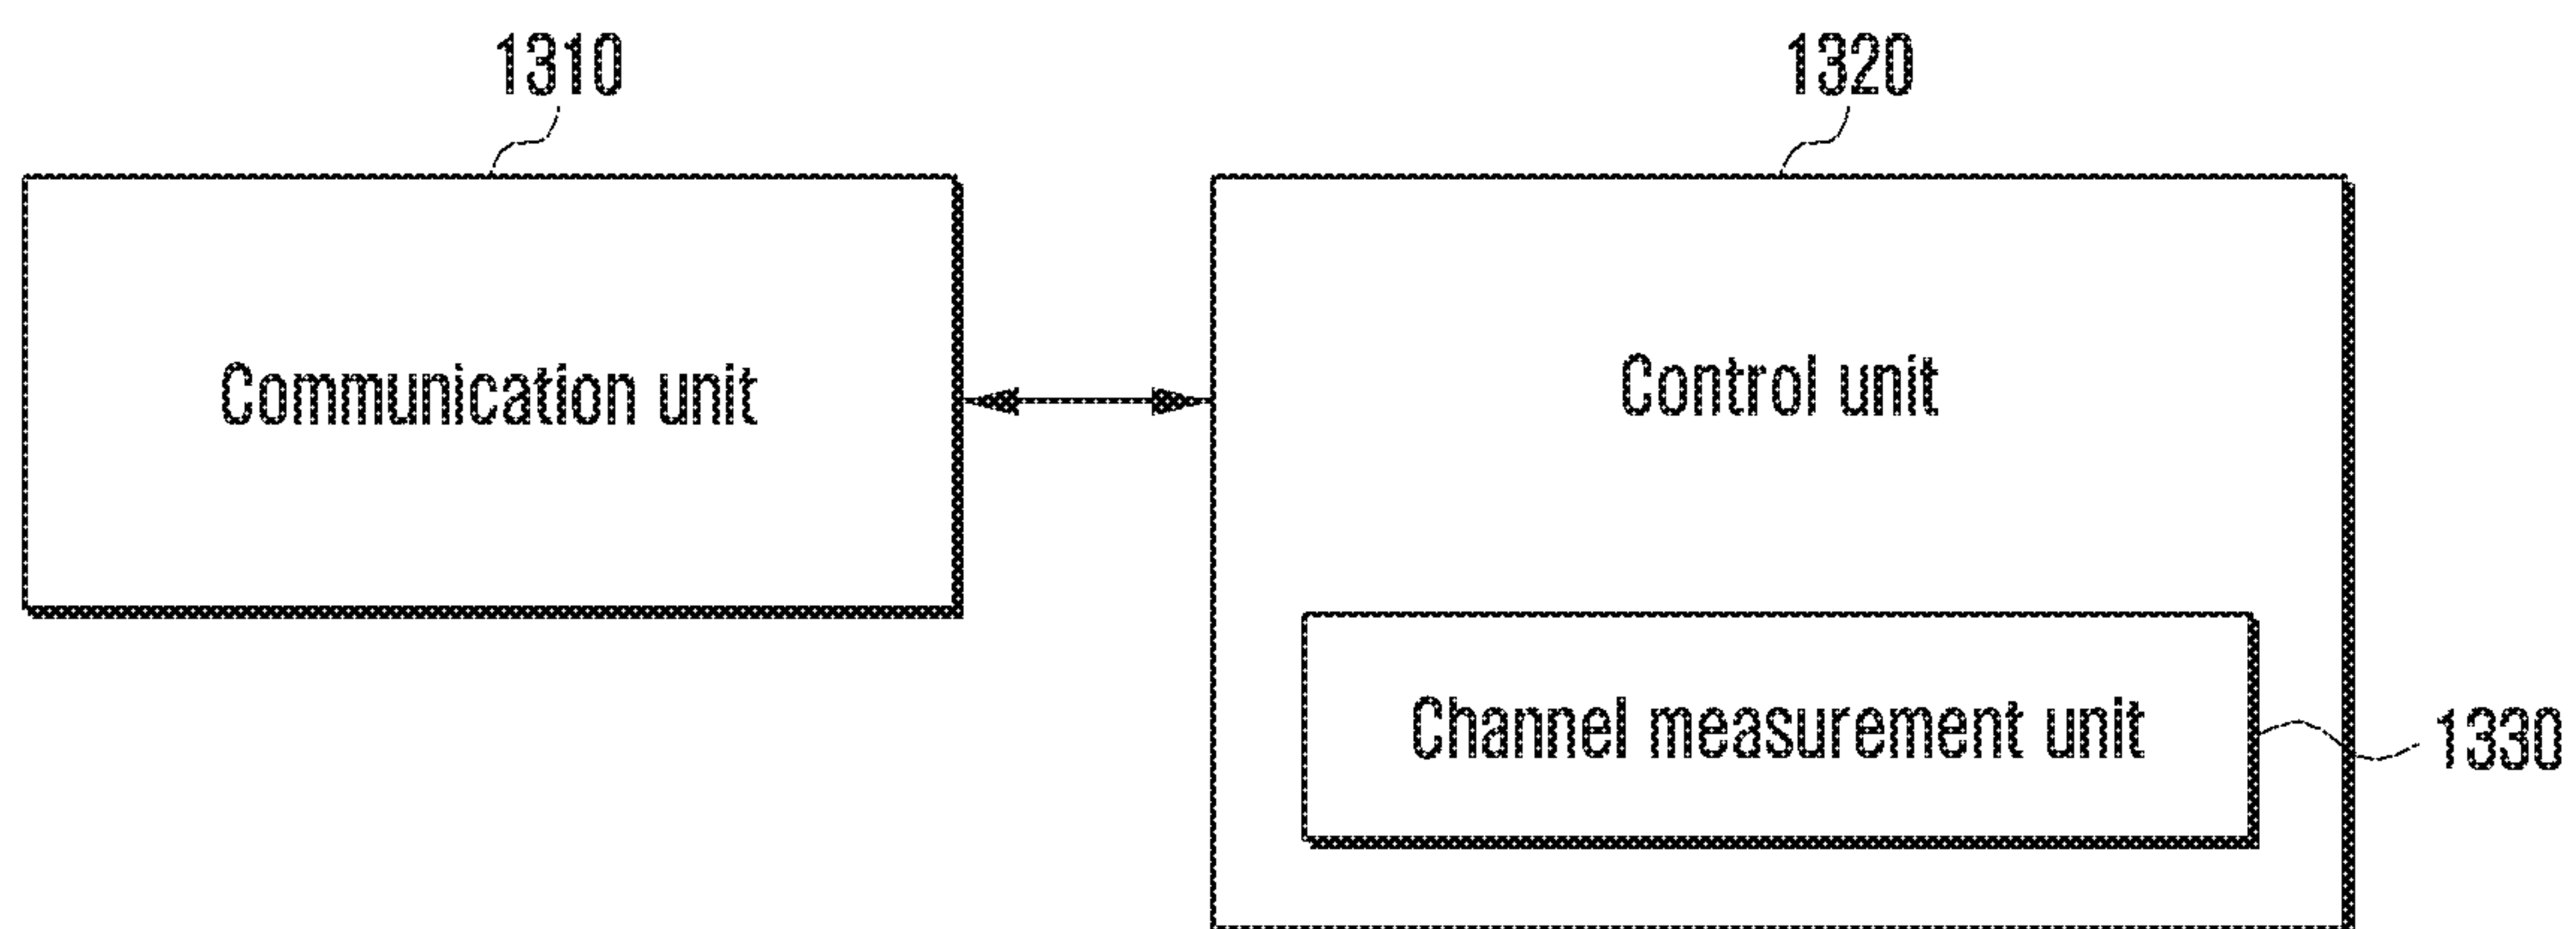 1310
1320
Communication unit
Control unit
Channel measurement unit
1330